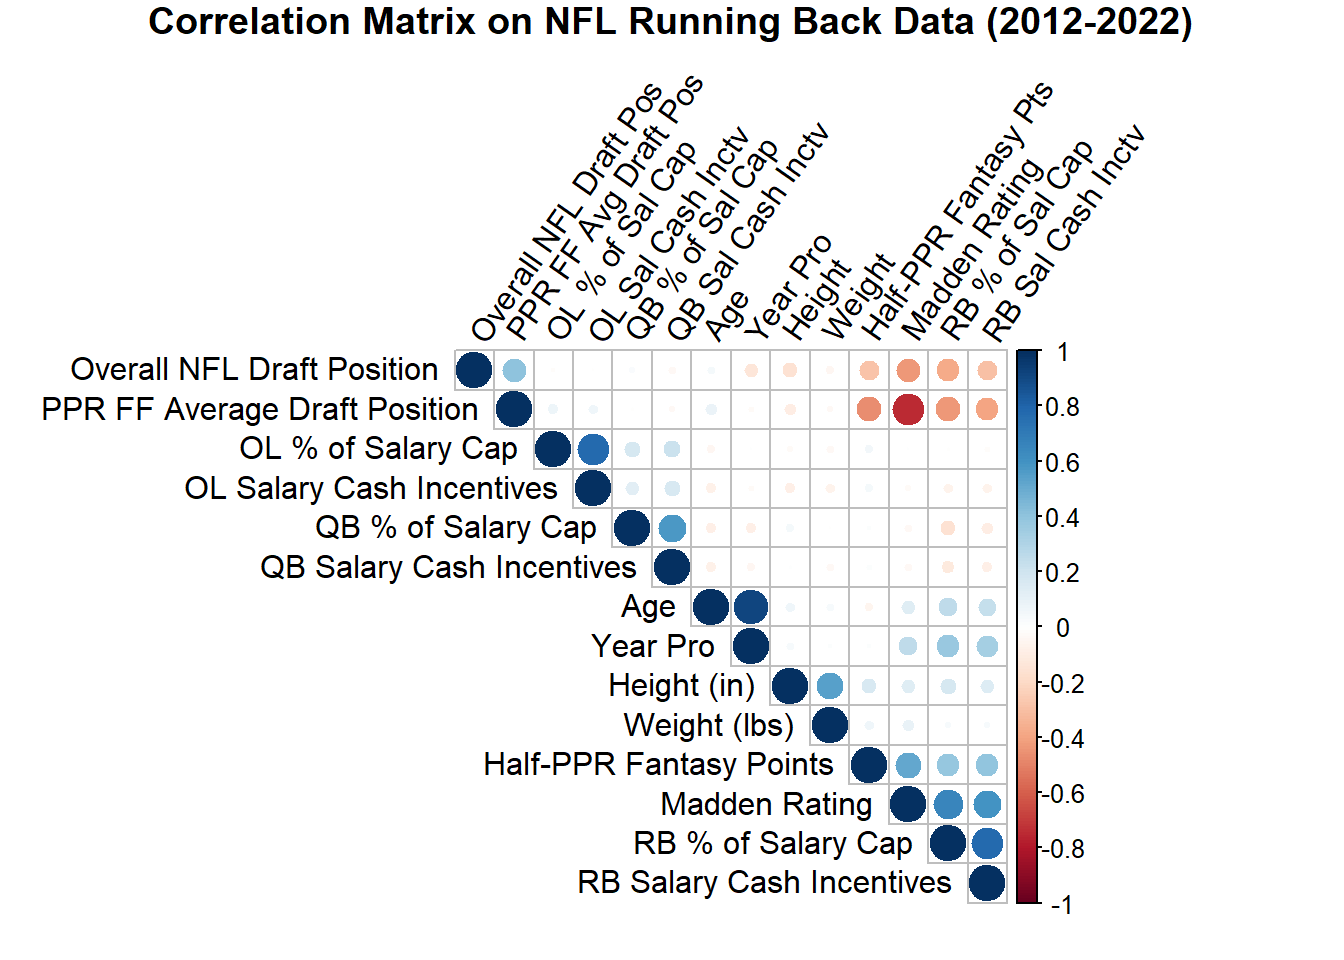 Correlation Matrix on NFL Running Back Data (2012-2022)
Overall NFL Draft Pos
PPR FF Avg Draft Pos
OL % of Sal Cap
OL Sal Cash Inctv
QB % of Sal Cap
QB Sal Cash Inctv
Age
Year Pro
Height
Weight
Half-PPR Fantasy Pts
Madden Rating
RB % of Sal Cap
RB Sal Cash Inctv
Overall NFL Draft Position
PPR FF Average Draft Position
OL % of Salary Cap
OL Salary Cash Incentives
QB % of Salary Cap
QB Salary Cash Incentives
Age
Year Pro
Height (in)
Weight (lbs)
Half-PPR Fantasy Points
Madden Rating
RB % of Salary Cap
RB Salary Cash Incentives
1
0.8
0.6
0.4
0.2
0
-0.2
-0.4
-0.6
-0.8
-1